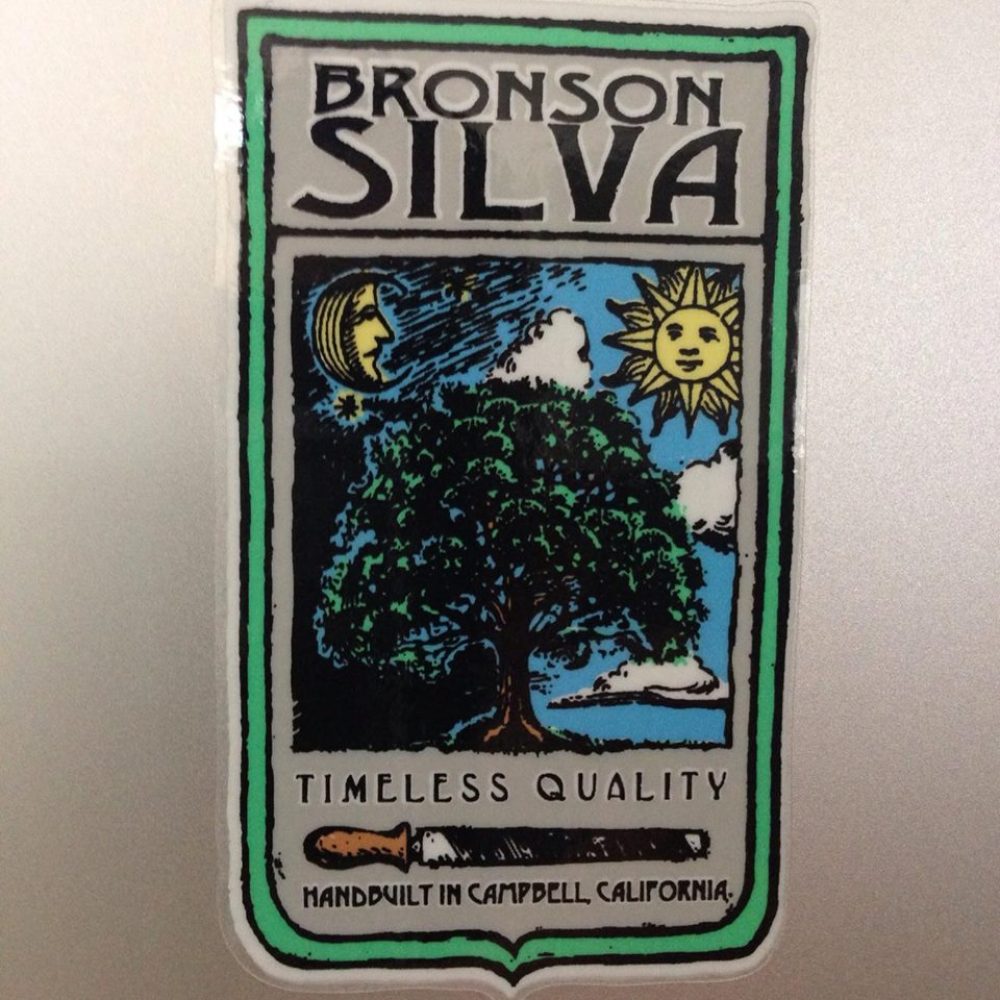 BRONSON
SILVA
TIMELESS QUALITY
HANDBUILT IN CAMPBELL, CALIFORNIA.